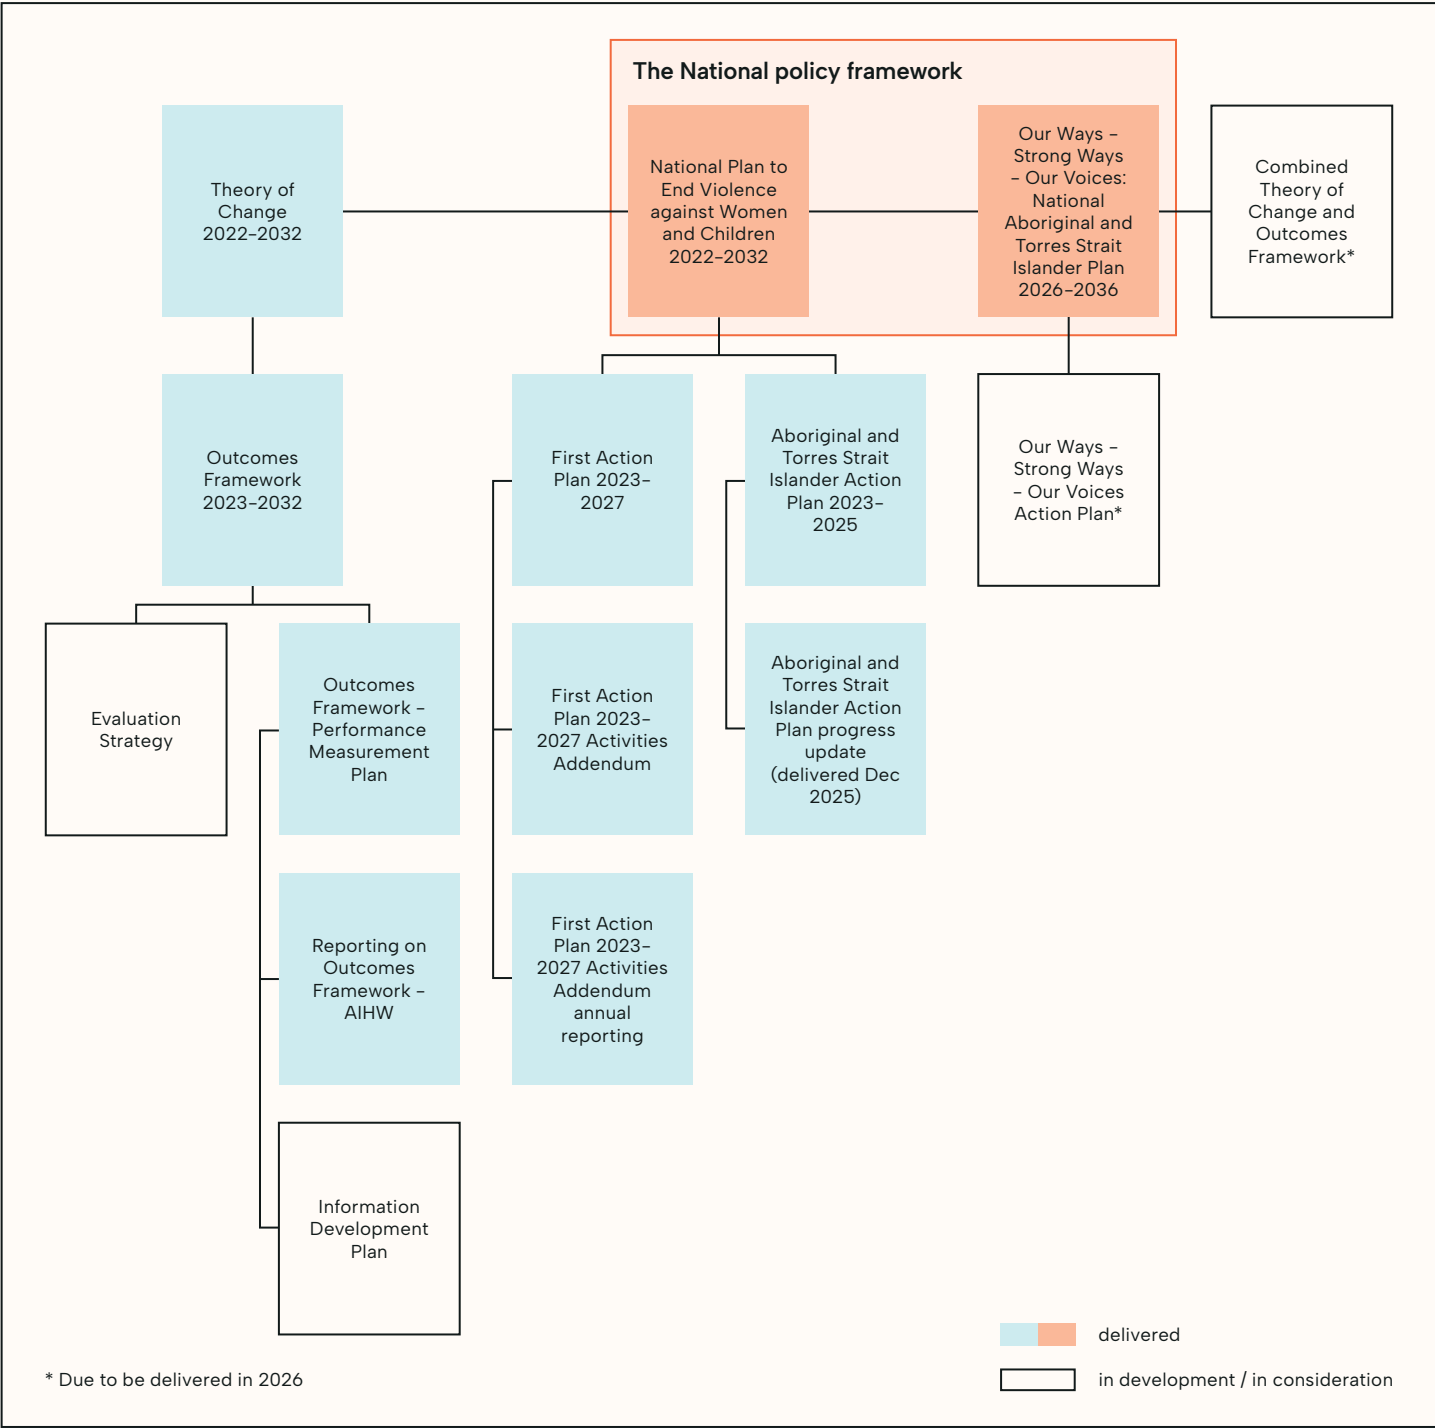 The National policy framework
Theory of
Change
2022–2032
National Plan to
End Violence
against Women
and Children
2022–2032
Our Ways –
Strong Ways
– Our Voices:
National
Aboriginal and
Torres Strait
Islander Plan
2026–2036
Combined
Theory of
Change and
Outcomes
Framework*
Outcomes
Framework
2023–2032
First Action
Plan 2023–
2027
Aboriginal and
Torres Strait
Islander Action
Plan 2023–
2025
Our Ways –
Strong Ways
– Our Voices
Action Plan*
Evaluation
Strategy
Outcomes
Framework –
Performance
Measurement
Plan
First Action
Plan 2023–
2027 Activities
Addendum
Aboriginal and
Torres Strait
Islander Action
Plan progress
update
(delivered Dec
2025)
Reporting on
Outcomes
Framework –
AIHW
First Action
Plan 2023–
2027 Activities
Addendum
annual
reporting
Information
Development
Plan
delivered
* Due to be delivered in 2026
in development / in consideration